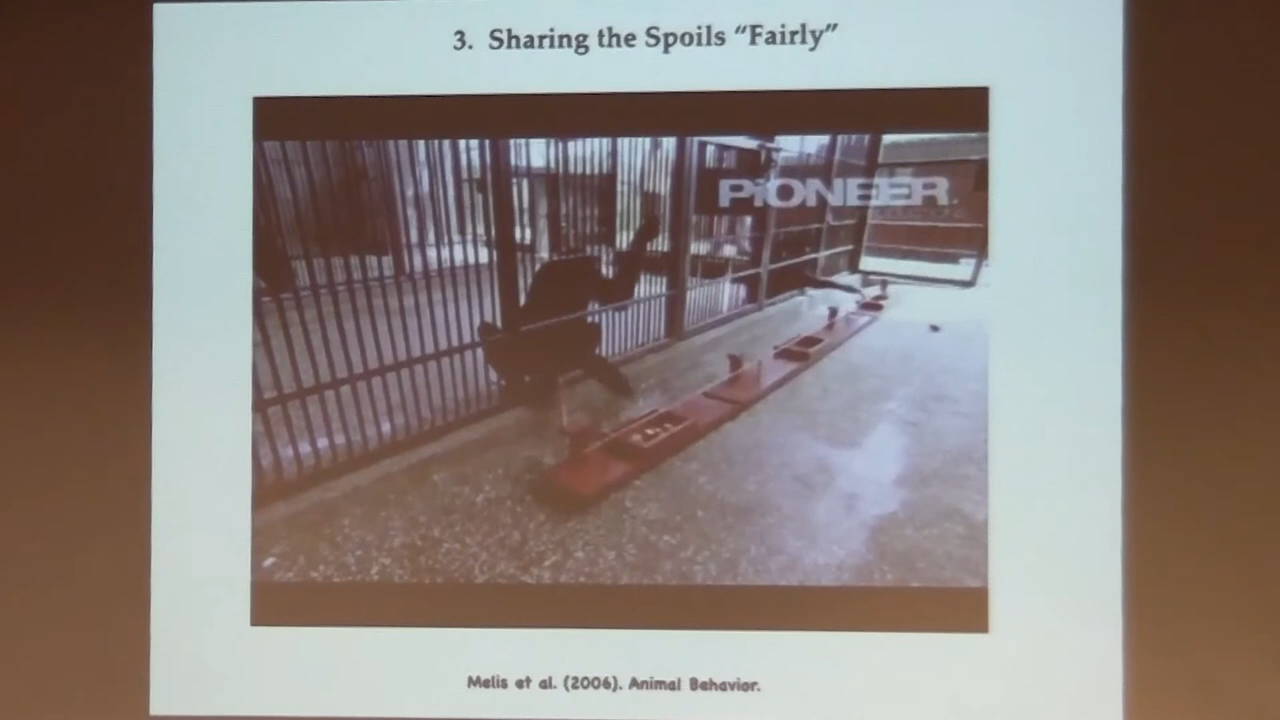 3. Sharing the Spoils “Fairly”
PiONEER
Melis et al. (2006). Animal Behavior.